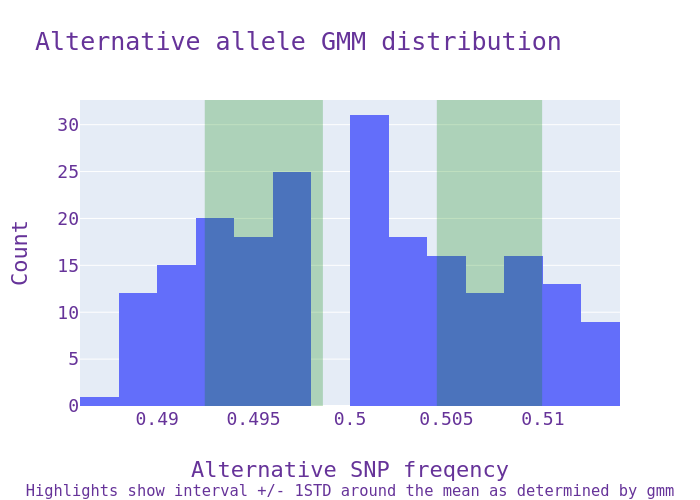 Alternative allele GMM distribution
30
25
20
15
10
5
0
Count
0.49 0.495 0.5 0.505 0.51
Alternative SNP freqency
Highlights show interval +/- 1STD around the mean as determined by gmm